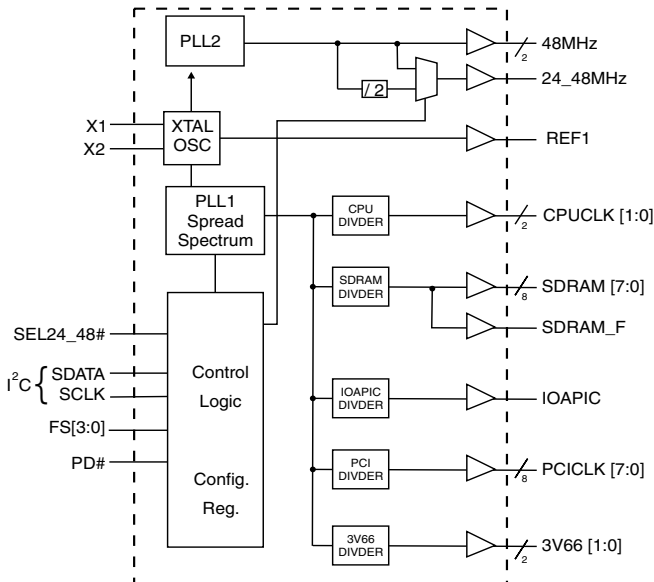 PLL2
48MHz
2
24_48MHz
/ 2
X1
X2
XTAL
OSC
REF1
PLL1
Spread
Spectrum
CPU
DIVDER
CPUCLK [1:0]
2
SDRAM
DIVDER
SDRAM [7:0]
8
SDRAM_F
SEL24_48#
I²C { SDATA
SCLK
FS[3:0]
PD#
Control
Logic
Config.
Reg.
IOAPIC
DIVDER
IOAPIC
PCI
DIVDER
PCICLK [7:0]
8
3V66
DIVDER
3V66 [1:0]
2